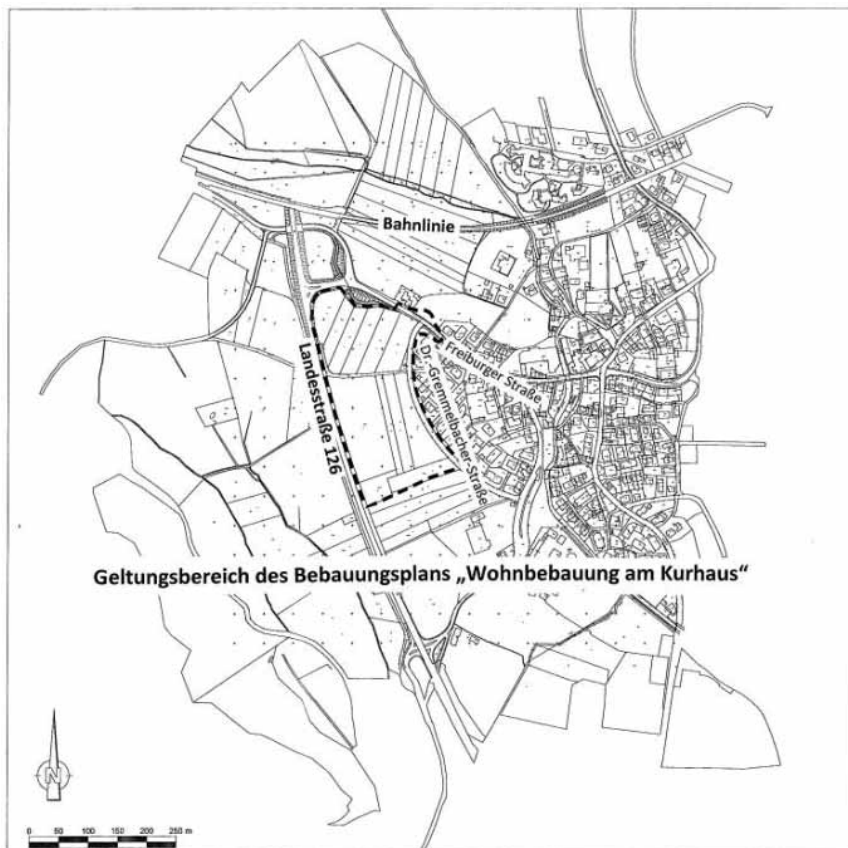 Bahnlinie
Landesstraße 126
Freiburger Straße
Dr.-Gremmelbacher-Straße
Geltungsbereich des Bebauungsplans „Wohnbebauung am Kurhaus“
N
0 50 100 150 200 250 m